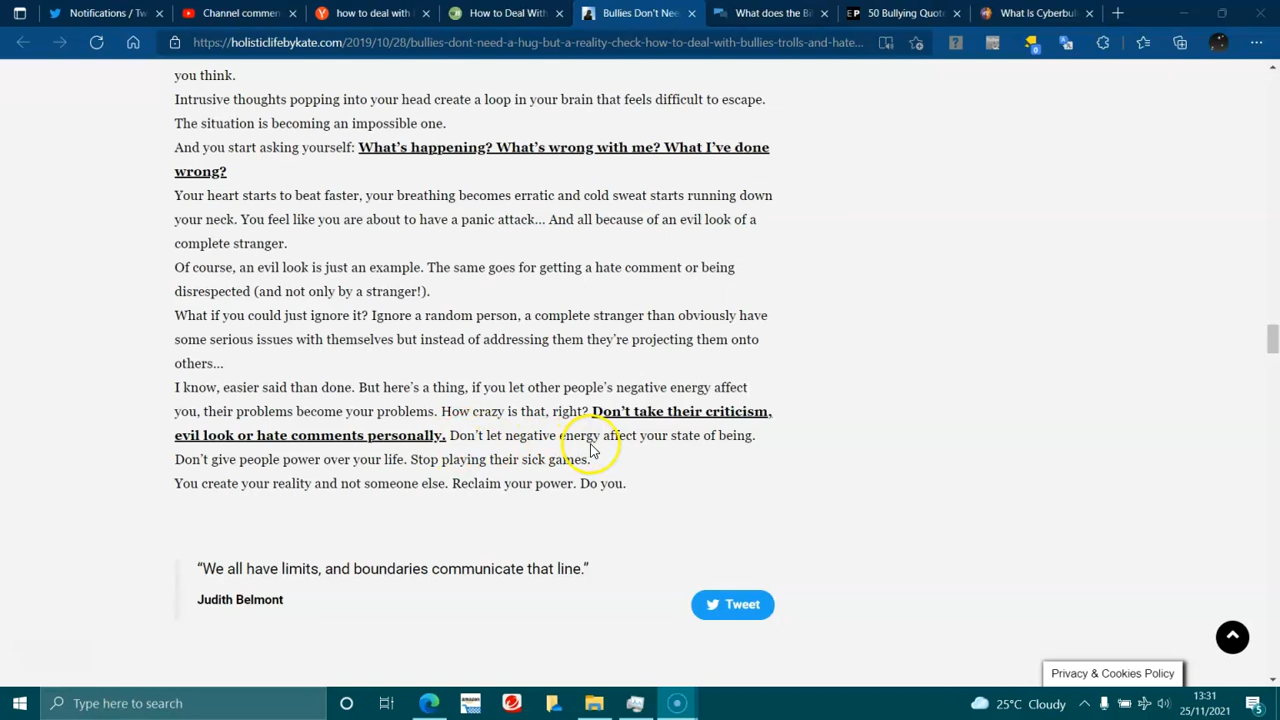 Notifications / Tw
Channel commen
how to deal with
How to Deal With
Bullies Don't Nee
What does the Bi
50 Bullying Quote
What Is Cyberbul
https://holisticlifebykate.com/2019/10/28/bullies-dont-need-a-hug-but-a-reality-check-how-to-deal-with-bullies-trolls-and-hate...
you think.
Intrusive thoughts popping into your head create a loop in your brain that feels difficult to escape.
The situation is becoming an impossible one.
And you start asking yourself: What's happening? What's wrong with me? What I've done
wrong?
Your heart starts to beat faster, your breathing becomes erratic and cold sweat starts running down
your neck. You feel like you are about to have a panic attack... And all because of an evil look of a
complete stranger.
Of course, an evil look is just an example. The same goes for getting a hate comment or being
disrespected (and not only by a stranger!).
What if you could just ignore it? Ignore a random person, a complete stranger than obviously have
some serious issues with themselves but instead of addressing them they're projecting them onto
others...
I know, easier said than done. But here's a thing, if you let other people's negative energy affect
you, their problems become your problems. How crazy is that, right? Don't take their criticism,
evil look or hate comments personally. Don't let negative energy affect your state of being.
Don't give people power over your life. Stop playing their sick games.
You create your reality and not someone else. Reclaim your power. Do you.
"We all have limits, and boundaries communicate that line."
Judith Belmont
Tweet
Privacy & Cookies Policy
Type here to search
25°C Cloudy
13:31
25/11/2021